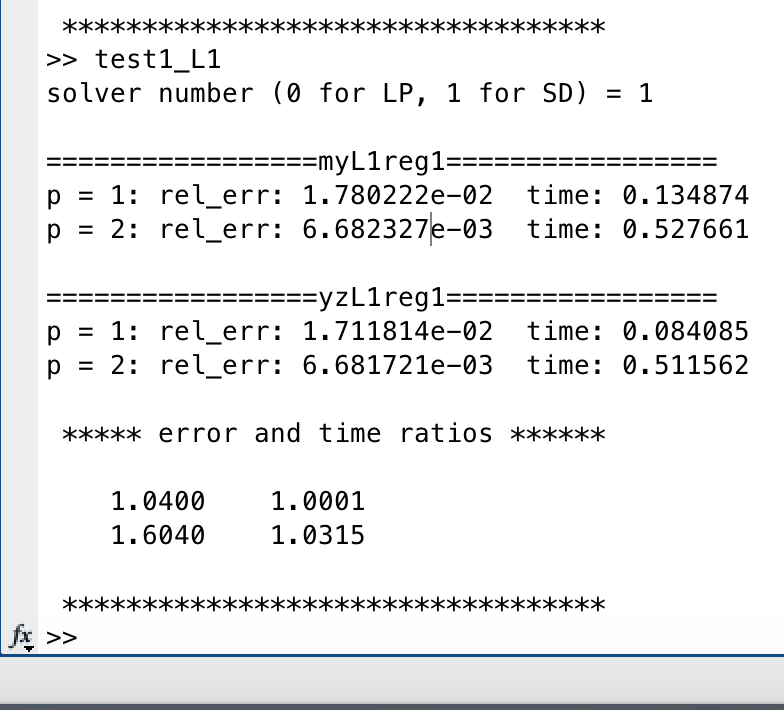 **********************************
>> test1_L1
solver number (0 for LP, 1 for SD) = 1
=================myL1reg1=================
p = 1: rel_err: 1.780222e-02  time: 0.134874
p = 2: rel_err: 6.682327e-03  time: 0.527661
=================yzL1reg1=================
p = 1: rel_err: 1.711814e-02  time: 0.084085
p = 2: rel_err: 6.681721e-03  time: 0.511562
***** error and time ratios ******
1.0400    1.0001
1.6040    1.0315
**********************************
fx >>